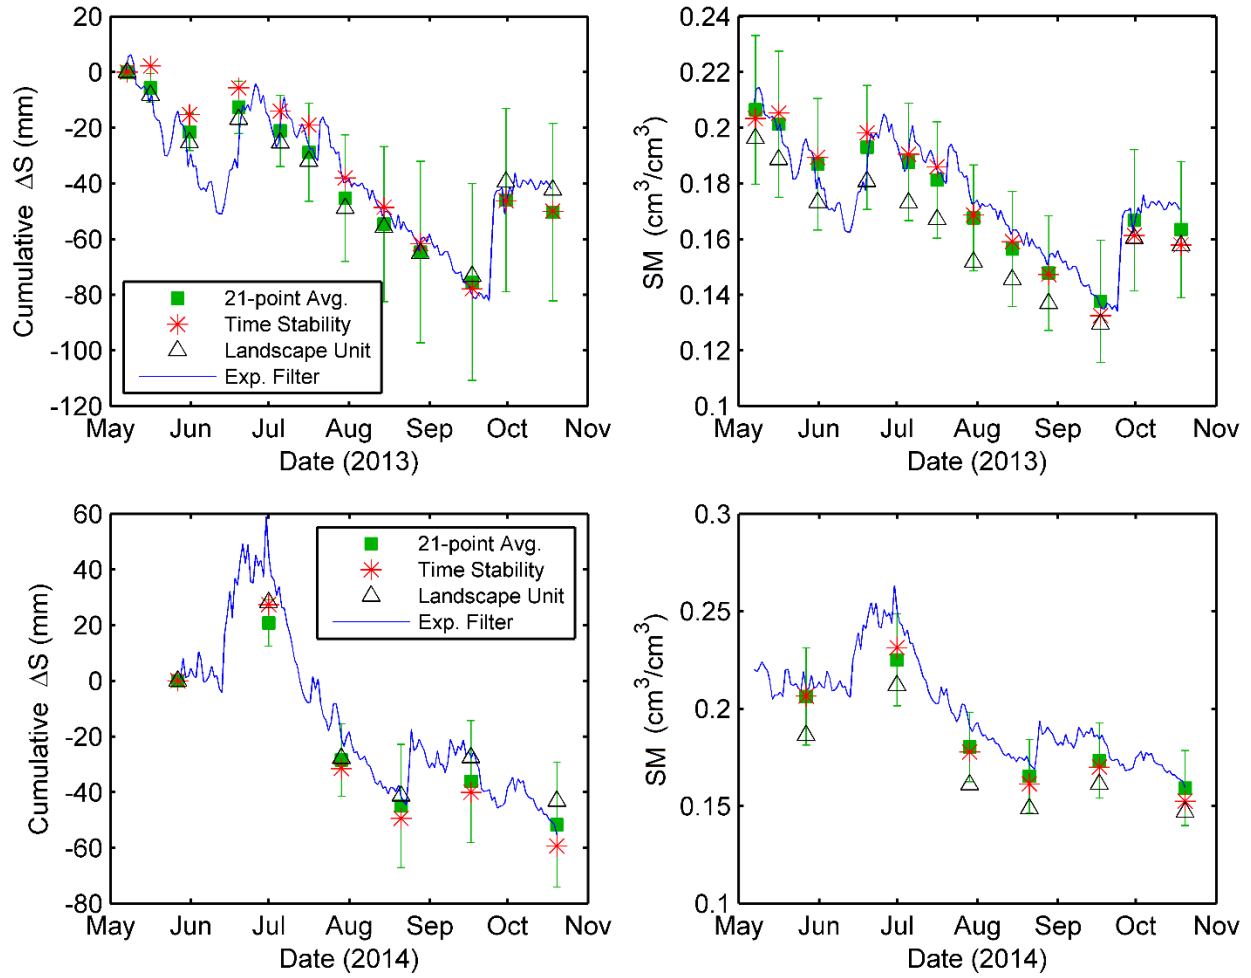 20
0
-20
-40
-60
-80
-100
-120
Cumulative ΔS (mm)
21-point Avg.
Time Stability
Landscape Unit
Exp. Filter
May Jun Jul Aug Sep Oct Nov
Date (2013)
0.24
0.22
0.2
0.18
0.16
0.14
0.12
0.1
SM (cm³/cm³)
May Jun Jul Aug Sep Oct Nov
Date (2013)
60
40
20
0
-20
-40
-60
-80
Cumulative ΔS (mm)
21-point Avg.
Time Stability
Landscape Unit
Exp. Filter
May Jun Jul Aug Sep Oct Nov
Date (2014)
0.3
0.25
0.2
0.15
0.1
SM (cm³/cm³)
May Jun Jul Aug Sep Oct Nov
Date (2014)